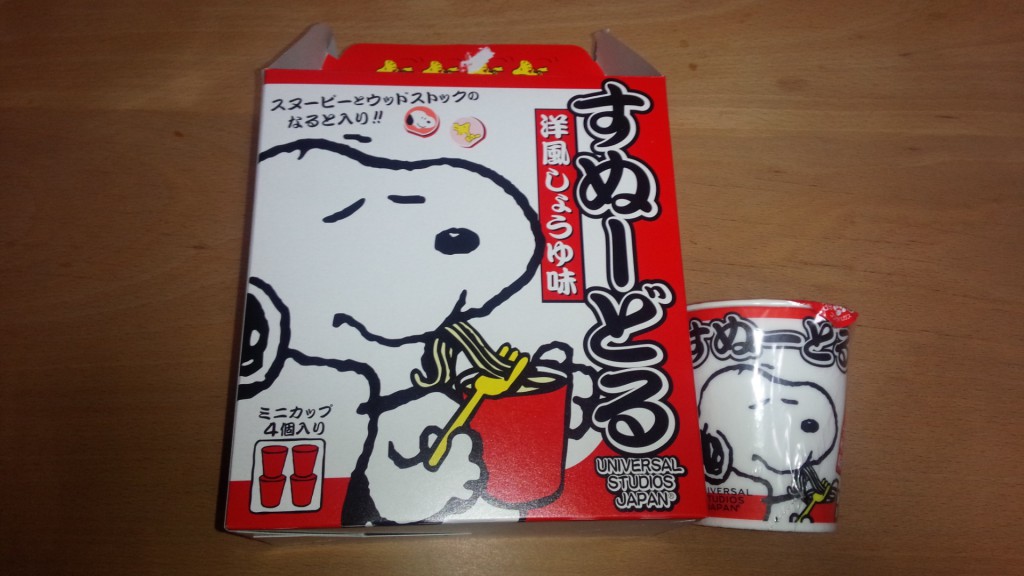 スヌーピーとウッドストックの
なると入り!!
すぬーどる
洋風しょうゆ味
ミニカップ
4個入り
UNIVERSAL
STUDIOS
JAPAN
すぬーどる
IVERSAL
TUDIOS
JAPAN